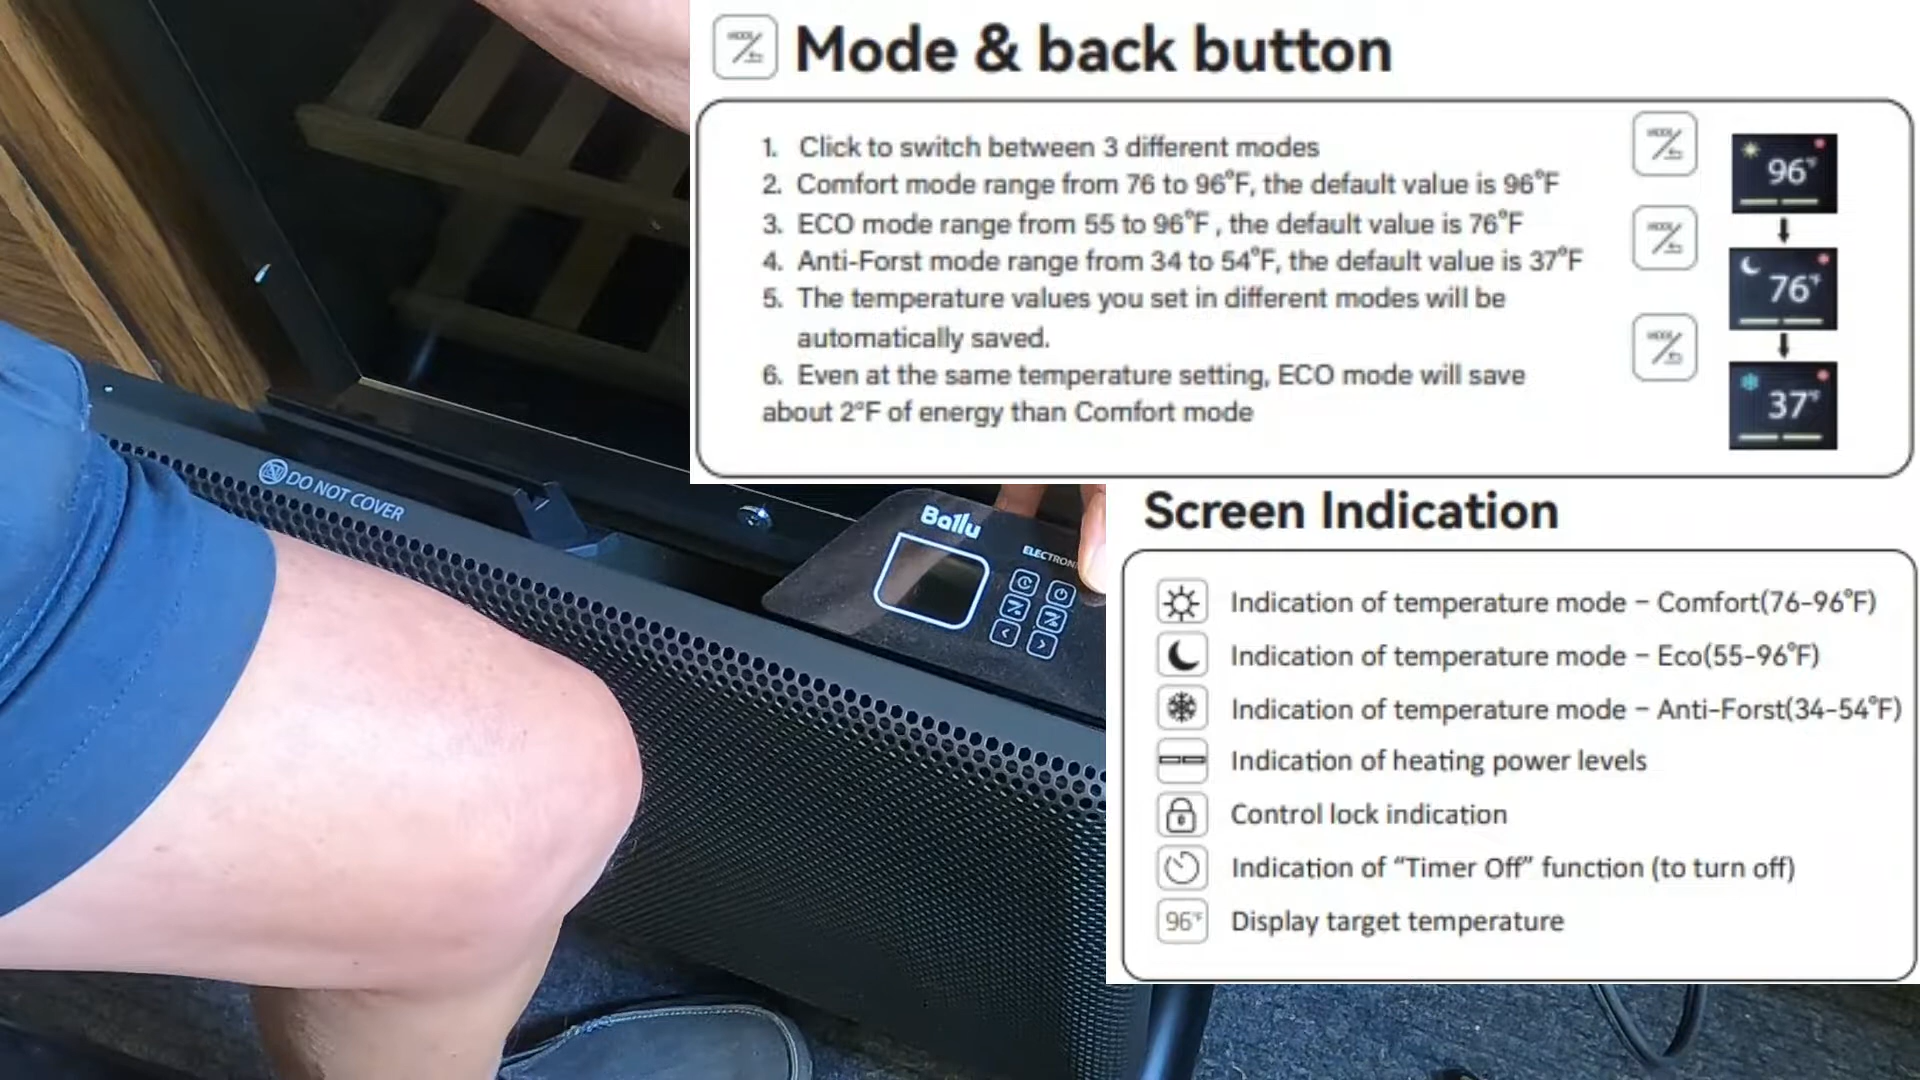 Mode & back button
1. Click to switch between 3 different modes
2. Comfort mode range from 76 to 96°F, the default value is 96°F
3. ECO mode range from 55 to 96°F , the default value is 76°F
4. Anti-Forst mode range from 34 to 54°F, the default value is 37°F
5. The temperature values you set in different modes will be
automatically saved.
6. Even at the same temperature setting, ECO mode will save
about 2°F of energy than Comfort mode
MODE
MODE
MODE
MODE
96°F
76°F
37°F
DO NOT COVER
Ballu
ELECTRON
Screen Indication
Indication of temperature mode – Comfort(76-96°F)
Indication of temperature mode – Eco(55-96°F)
Indication of temperature mode – Anti-Forst(34-54°F)
Indication of heating power levels
Control lock indication
Indication of “Timer Off” function (to turn off)
96°F Display target temperature